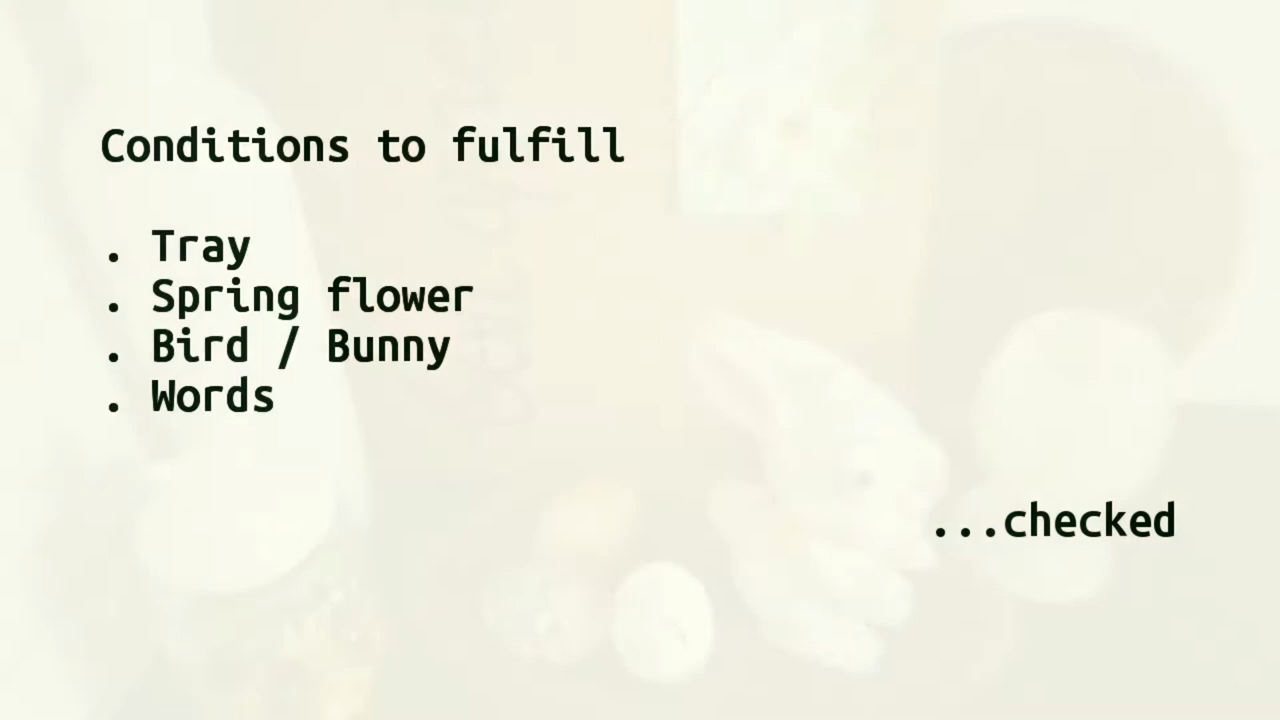 Conditions to fulfill
. Tray
. Spring flower
. Bird / Bunny
. Words
...checked